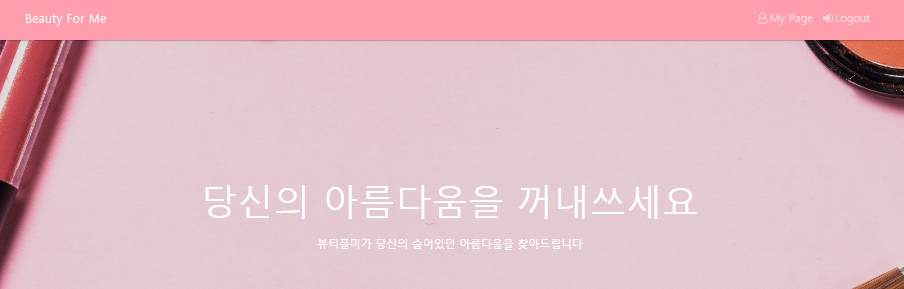 Beauty For Me
My Page Logout
당신의 아름다움을 꺼내쓰세요
뷰티폴미가 당신의 숨어있던 아름다움을 찾아드립니다